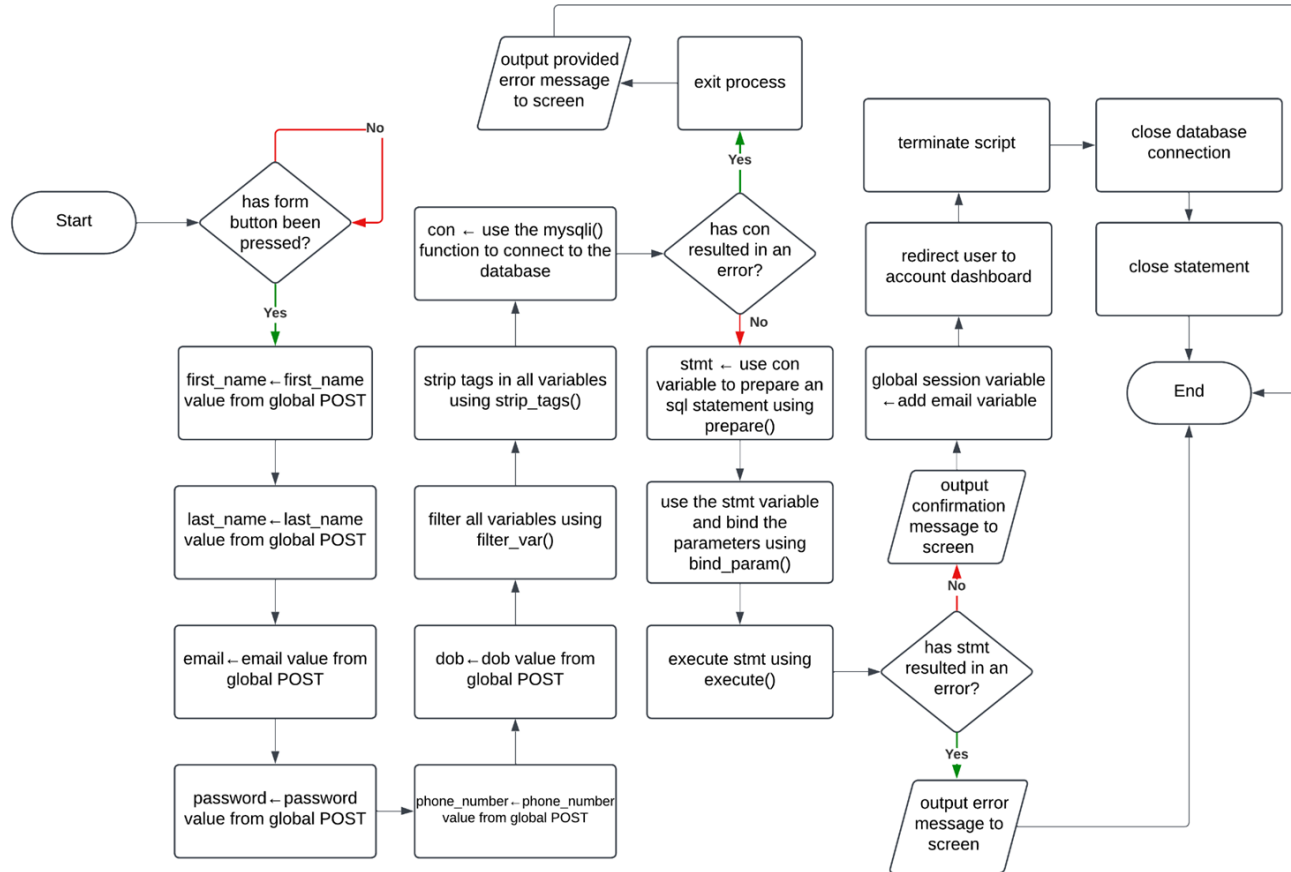 Start
has form
button been
pressed?
No
Yes
first_name←first_name
value from global POST
last_name←last_name
value from global POST
email←email value from
global POST
password←password
value from global POST
phone_number←phone_number
value from global POST
dob←dob value from
global POST
filter all variables using
filter_var()
strip tags in all variables
using strip_tags()
con ← use the mysqli()
function to connect to the
database
has con
resulted in an
error?
Yes
exit process
output provided
error message
to screen
No
stmt ← use con
variable to prepare an
sql statement using
prepare()
use the stmt variable
and bind the
parameters using
bind_param()
execute stmt using
execute()
has stmt
resulted in an
error?
Yes
output error
message to
screen
No
output
confirmation
message to
screen
global session variable
←add email variable
redirect user to
account dashboard
terminate script
close database
connection
close statement
End